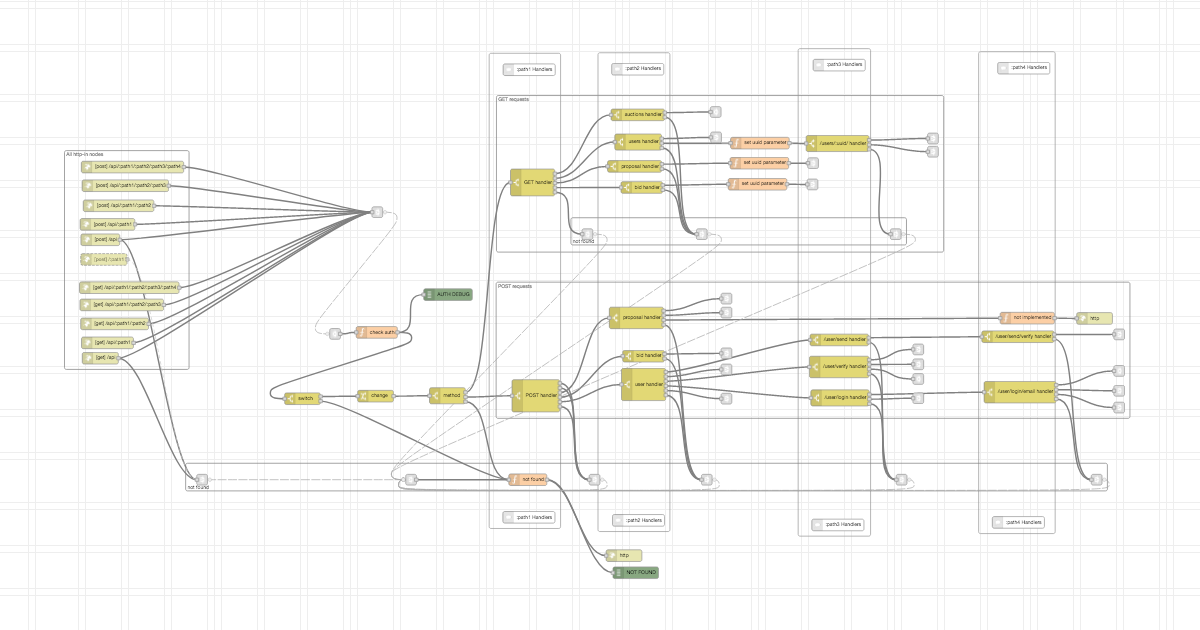 :path1 Handlers
:path2 Handlers
:path3 Handlers
:path4 Handlers
GET requests
auctions handler
users handler
set uuid parameter
/users/:uuid/ handler
All http-in nodes
[post] /api/:path1/:path2/:path3/:path4
proposal handler
set uuid parameter
GET handler
bid handler
set uuid parameter
[post] /api/:path1/:path2/:path3
[post] /api/:path1/:path2
[post] /api/:path1
[post] /api
not found
[post] /:path1
[get] /api/:path1/:path2/:path3/:path4
[get] /api/:path1/:path2/:path3
[get] /api/:path1/:path2
[get] /api/:path1
[get] /api
AUTH DEBUG
check auth
POST requests
proposal handler
not implemented
http
/user/send handler
/user/send/verify handler
bid handler
/user/verify handler
user handler
switch
change
method
POST handler
/user/login handler
/user/login/email handler
not found
not found
:path1 Handlers
:path2 Handlers
:path3 Handlers
:path4 Handlers
http
NOT FOUND